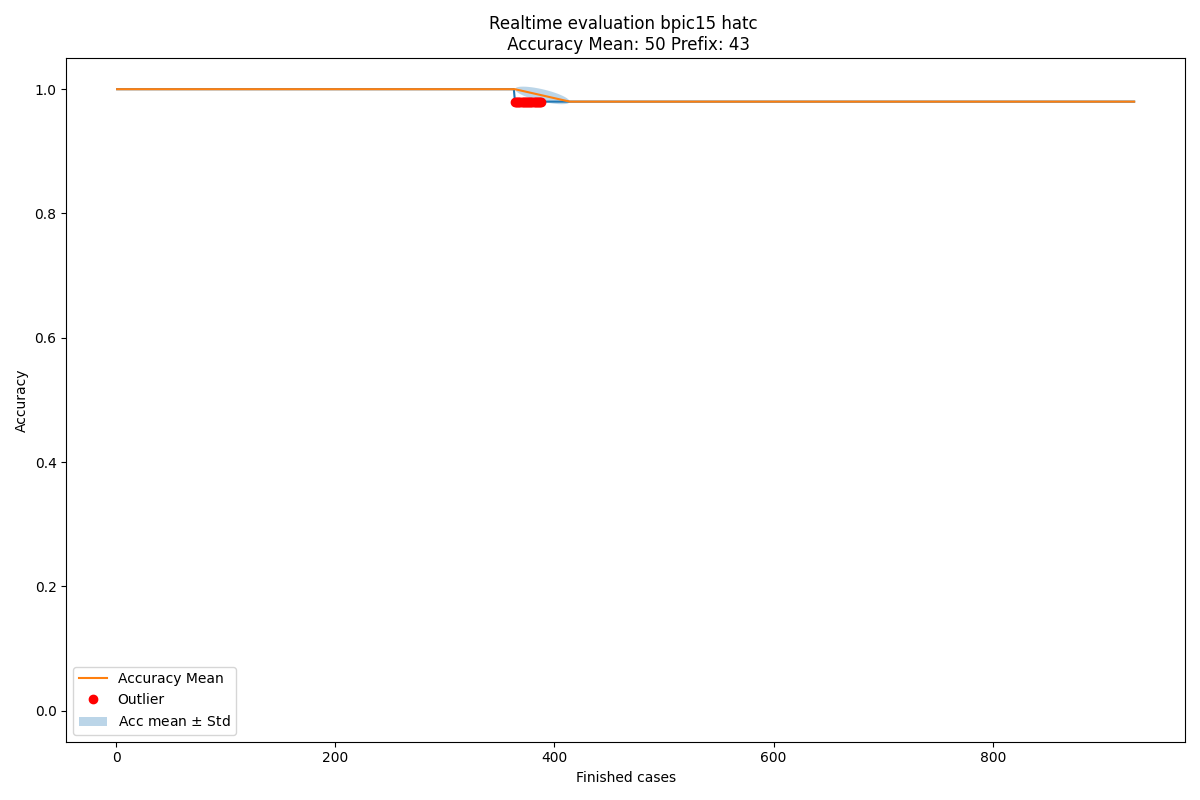 Realtime evaluation bpic15 hatc
Accuracy Mean: 50 Prefix: 43
1.0
0.8
0.6
0.4
0.2
0.0
Accuracy
Accuracy Mean
Outlier
Acc mean ± Std
0 200 400 600 800
Finished cases